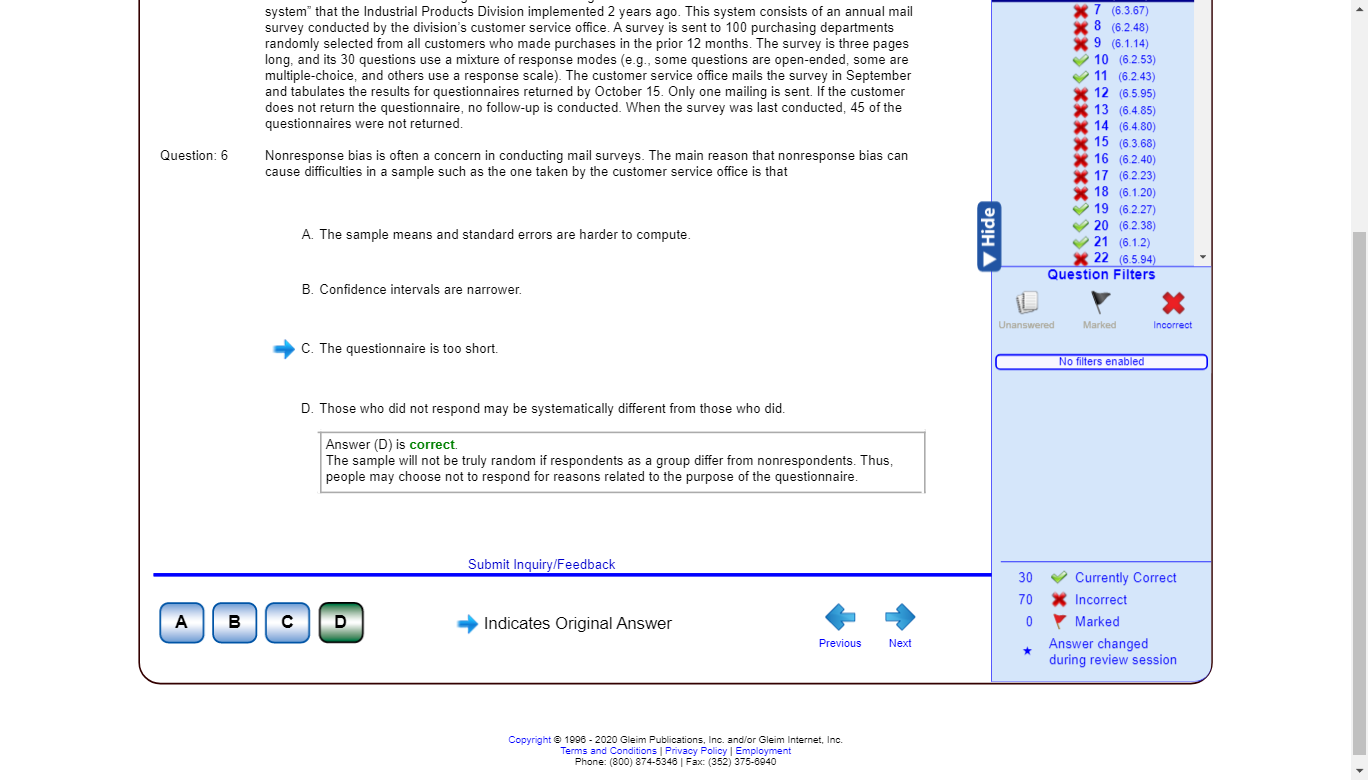 system” that the Industrial Products Division implemented 2 years ago. This system consists of an annual mail
survey conducted by the division's customer service office. A survey is sent to 100 purchasing departments
randomly selected from all customers who made purchases in the prior 12 months. The survey is three pages
long, and its 30 questions use a mixture of response modes (e.g., some questions are open-ended, some are
multiple-choice, and others use a response scale). The customer service office mails the survey in September
and tabulates the results for questionnaires returned by October 15. Only one mailing is sent. If the customer
does not return the questionnaire, no follow-up is conducted. When the survey was last conducted, 45 of the
questionnaires were not returned.
Question: 6
Nonresponse bias is often a concern in conducting mail surveys. The main reason that nonresponse bias can
cause difficulties in a sample such as the one taken by the customer service office is that
A. The sample means and standard errors are harder to compute.
B. Confidence intervals are narrower.
C. The questionnaire is too short.
D. Those who did not respond may be systematically different from those who did.
Answer (D) is correct.
The sample will not be truly random if respondents as a group differ from nonrespondents. Thus,
people may choose not to respond for reasons related to the purpose of the questionnaire.
Submit Inquiry/Feedback
A B C D
Indicates Original Answer
Previous
Next
7 (6.3.67)
8 (6.2.48)
9 (6.1.14)
10 (6.2.53)
11 (6.2.43)
12 (6.5.95)
13 (6.4.85)
14 (6.4.80)
15 (6.3.68)
16 (6.2.40)
17 (6.2.23)
18 (6.1.20)
19 (6.2.27)
20 (6.2.38)
21 (6.1.2)
22 (6.5.94)
Hide
Question Filters
Unanswered
Marked
Incorrect
No filters enabled
30 Currently Correct
70 Incorrect
0 Marked
Answer changed
during review session
Copyright © 1996 - 2020 Gleim Publications, Inc. and/or Gleim Internet, Inc.
Terms and Conditions | Privacy Policy | Employment
Phone: (800) 874-5346 | Fax: (352) 375-6940